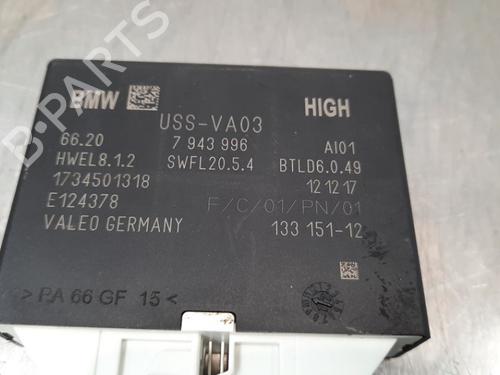 B-PARTS
BMW HIGH
USS-VA03
66.20 7 943 996 AI01
HWEL8.1.2 SWFL20.5.4 BTLD6.0.49
1734501318 12 12 17
E124378 F/C/01/PN/01
VALEO GERMANY 133 151-12
> PA 66 GF 15 <